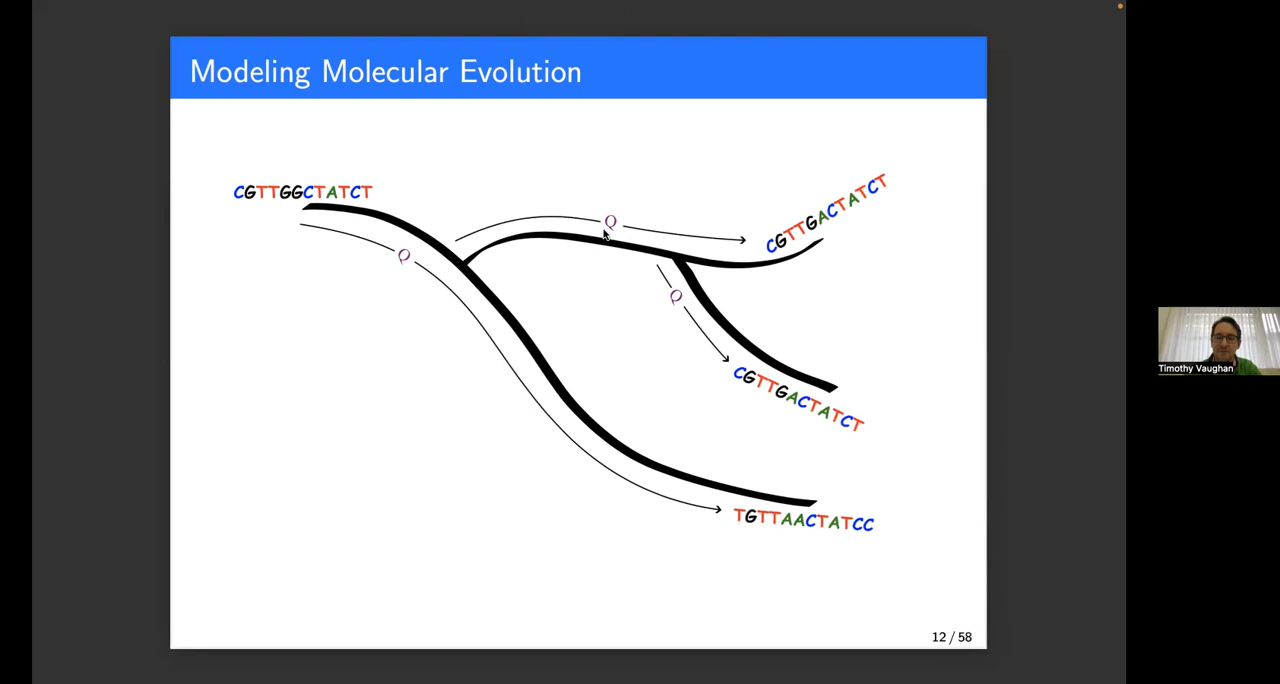 Modeling Molecular Evolution
CGTTGGCTATCT
CGTTGACTATCT
Q
Q
Q
CGTTGACTATCT
TGTTAACTATCC
Timothy Vaughan
12 / 58